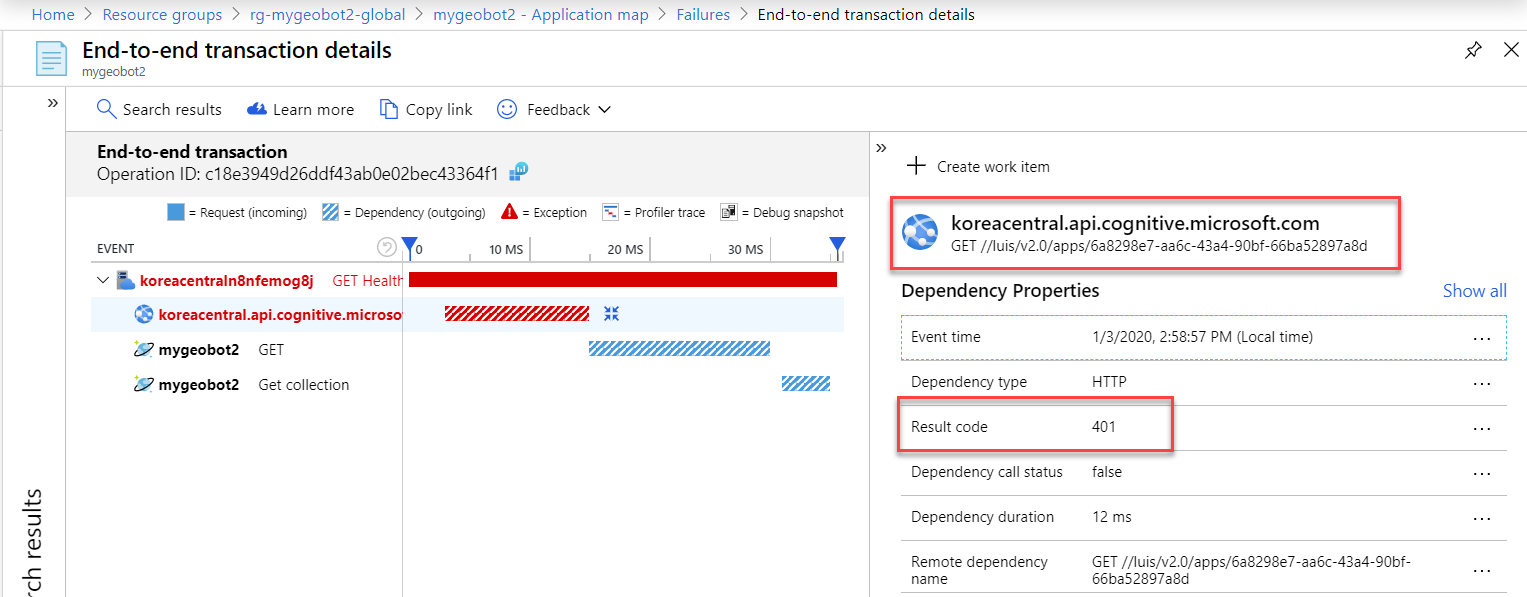 Home > Resource groups > rg-mygeobot2-global > mygeobot2 - Application map > Failures > End-to-end transaction details
End-to-end transaction details
mygeobot2
»
Search results
Learn more
Copy link
Feedback
End-to-end transaction
Operation ID: c18e3949d26ddf43ab0e02bec43364f1
= Request (incoming)
= Dependency (outgoing)
= Exception
= Profiler trace
= Debug snapshot
EVENT
0
10 MS
20 MS
30 MS
koreacentraln8nfemog8j GET Health
koreacentral.api.cognitive.microso
mygeobot2 GET
mygeobot2 Get collection
rch results
»
Create work item
koreacentral.api.cognitive.microsoft.com
GET //luis/v2.0/apps/6a8298e7-aa6c-43a4-90bf-66ba52897a8d
Dependency Properties
Show all
Event time 1/3/2020, 2:58:57 PM (Local time) ...
Dependency type HTTP ...
Result code 401 ...
Dependency call status false ...
Dependency duration 12 ms ...
Remote dependency GET //luis/v2.0/apps/6a8298e7-aa6c-43a4-90bf-
name 66ba52897a8d ...